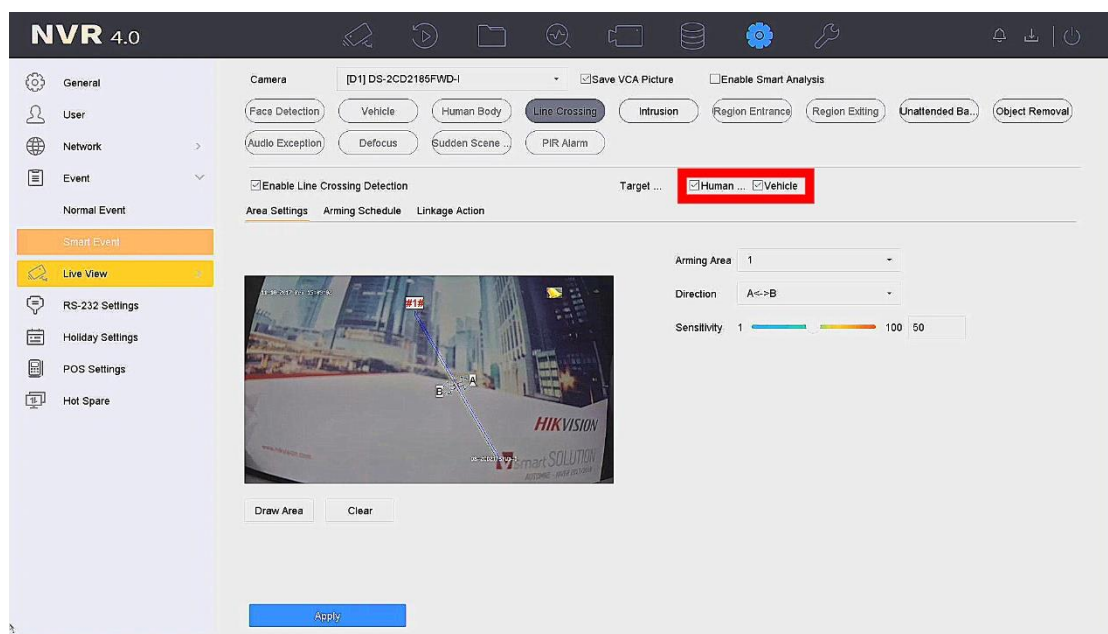 NVR 4.0
General
User
Network
Event
Normal Event
Smart Event
Live View
RS-232 Settings
Holiday Settings
POS Settings
Hot Spare
Camera [D1] DS-2CD2185FWD-I Save VCA Picture Enable Smart Analysis
Face Detection Vehicle Human Body Line Crossing Intrusion Region Entrance Region Exiting Unattended Ba... Object Removal
Audio Exception Defocus Sudden Scene ... PIR Alarm
Enable Line Crossing Detection Target ... Human ... Vehicle
Area Settings Arming Schedule Linkage Action
Arming Area 1
Direction A<->B
Sensitivity 1 100 50
#1#
A
B
HIKVISION
smart SOLUTION
Draw Area Clear
Apply